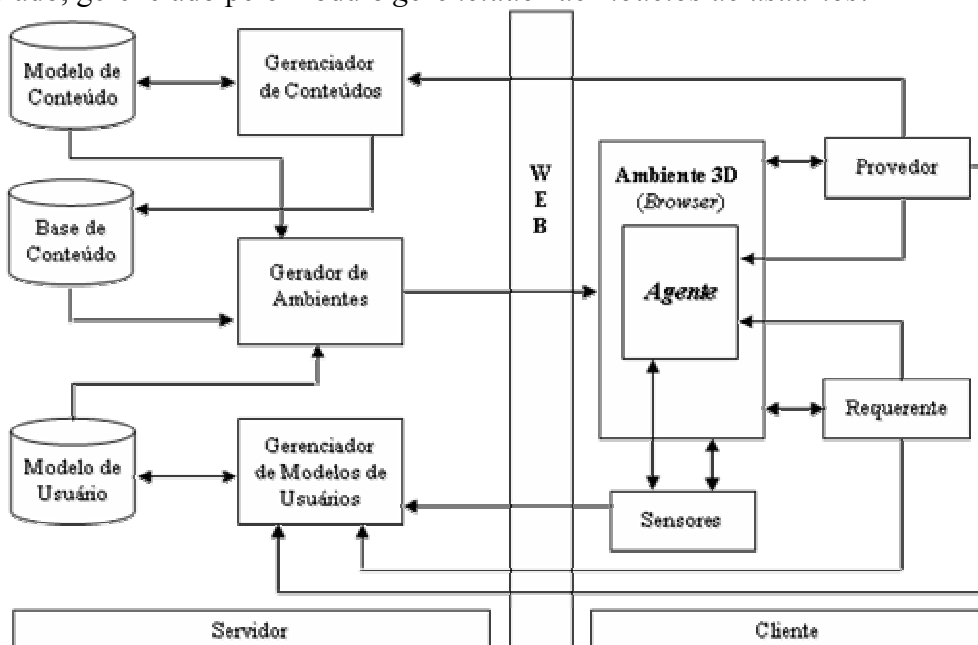 Modelo de
Conteúdo
Gerenciador
de Conteúdos
Base de
Conteúdo
Gerador de
Ambientes
Modelo de
Usuário
Gerenciador
de Modelos de
Usuários
W
E
B
Ambiente 3D
(Browser)
Agente
Provedor
Requerente
Sensores
Servidor
Cliente